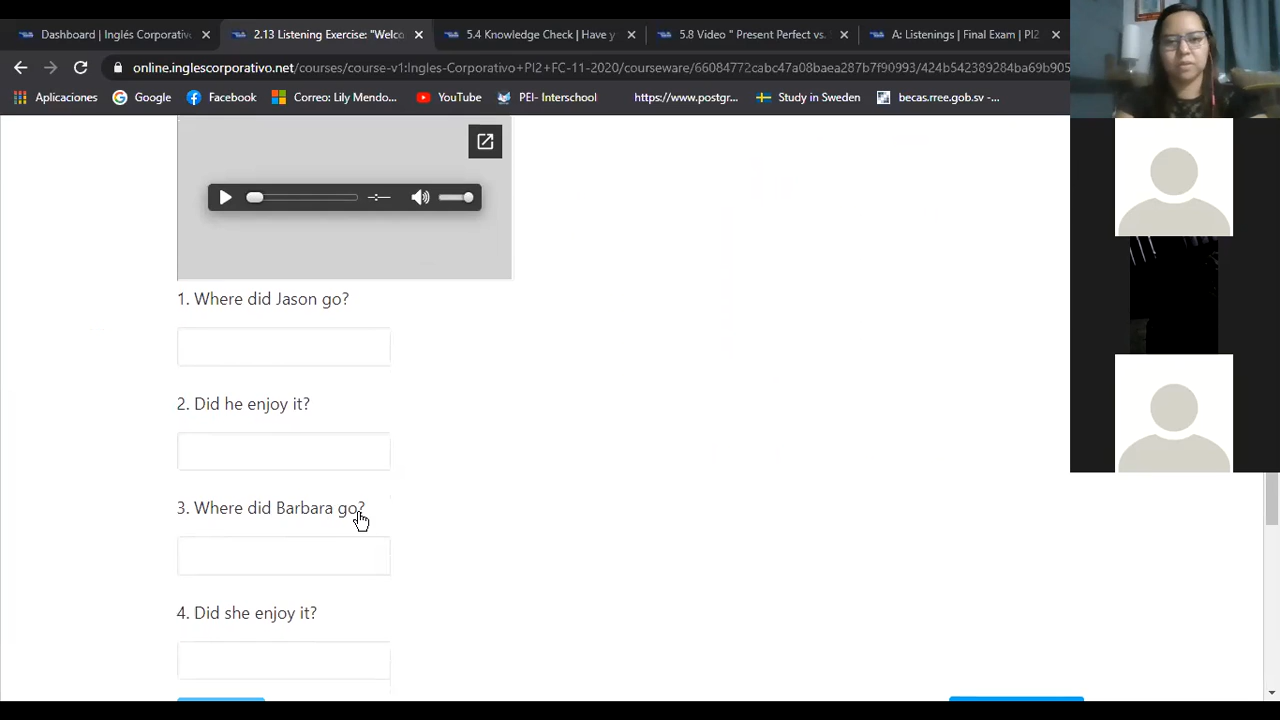 Dashboard | Inglés Corporativ
2.13 Listening Exercise: "Welco
5.4 Knowledge Check | Have y
5.8 Video " Present Perfect vs.
A: Listenings | Final Exam | PI2
online.inglescorporativo.net/courses/course-v1:Ingles-Corporativo+PI2+FC-11-2020/courseware/66084772cabc47a08baea287b7f90993/424b542389284ba69b905
Aplicaciones
Google
Facebook
Correo: Lily Mendo...
YouTube
PEI- Interschool
https://www.postgr...
Study in Sweden
becas.rree.gob.sv –...
1. Where did Jason go?
2. Did he enjoy it?
3. Where did Barbara go?
4. Did she enjoy it?